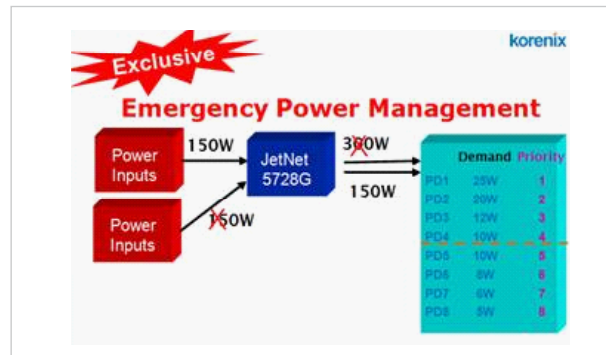 korenix
Exclusive
Emergency Power Management
Power Inputs
150W
JetNet 5728G
300W
150W
Power Inputs
150W
Demand Priority
PD1 25W 1
PD2 20W 2
PD3 12W 3
PD4 10W 4
PD5 10W 5
PD6 8W 6
PD7 6W 7
PD8 5W 8